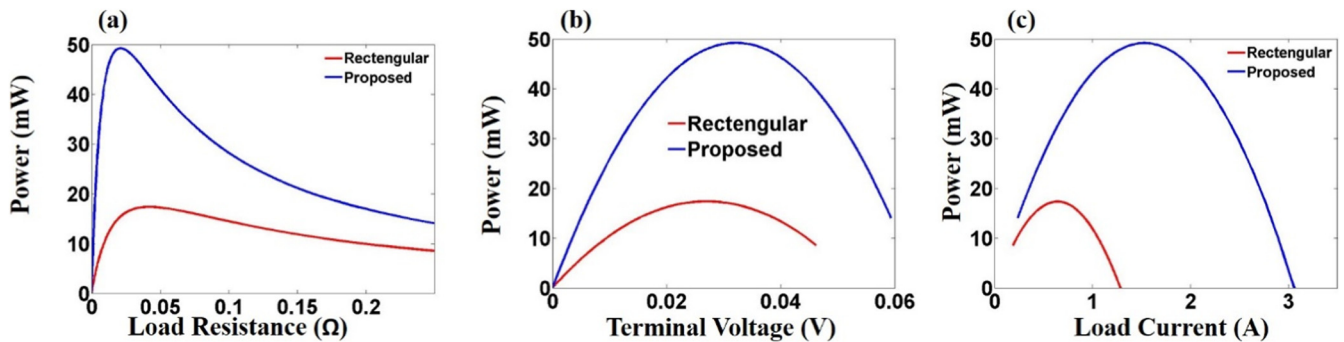 (a)
50
40
30
20
10
0
Power (mW)
Rectengular
Proposed
0
0.05
0.1
0.15
0.2
Load Resistance (Ω)
(b)
50
40
30
20
10
0
Power (mW)
Rectengular
Proposed
0
0.02
0.04
0.06
Terminal Voltage (V)
(c)
50
40
30
20
10
0
Power (mW)
Rectengular
Proposed
0
1
2
3
Load Current (A)